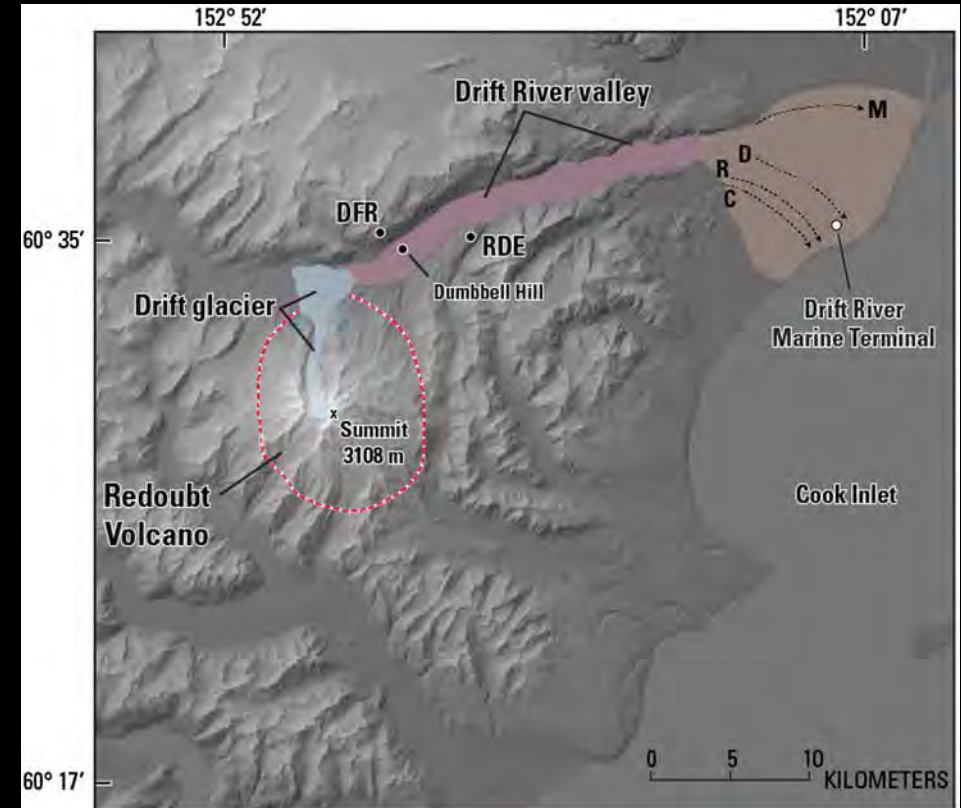 152° 52′
152° 07′
Drift River valley
M
D
R
C
DFR
60° 35′
RDE
Dumbbell Hill
Drift glacier
Drift River
Marine Terminal
x
Summit
3108 m
Redoubt
Volcano
Cook Inlet
0 5 10
KILOMETERS
60° 17′